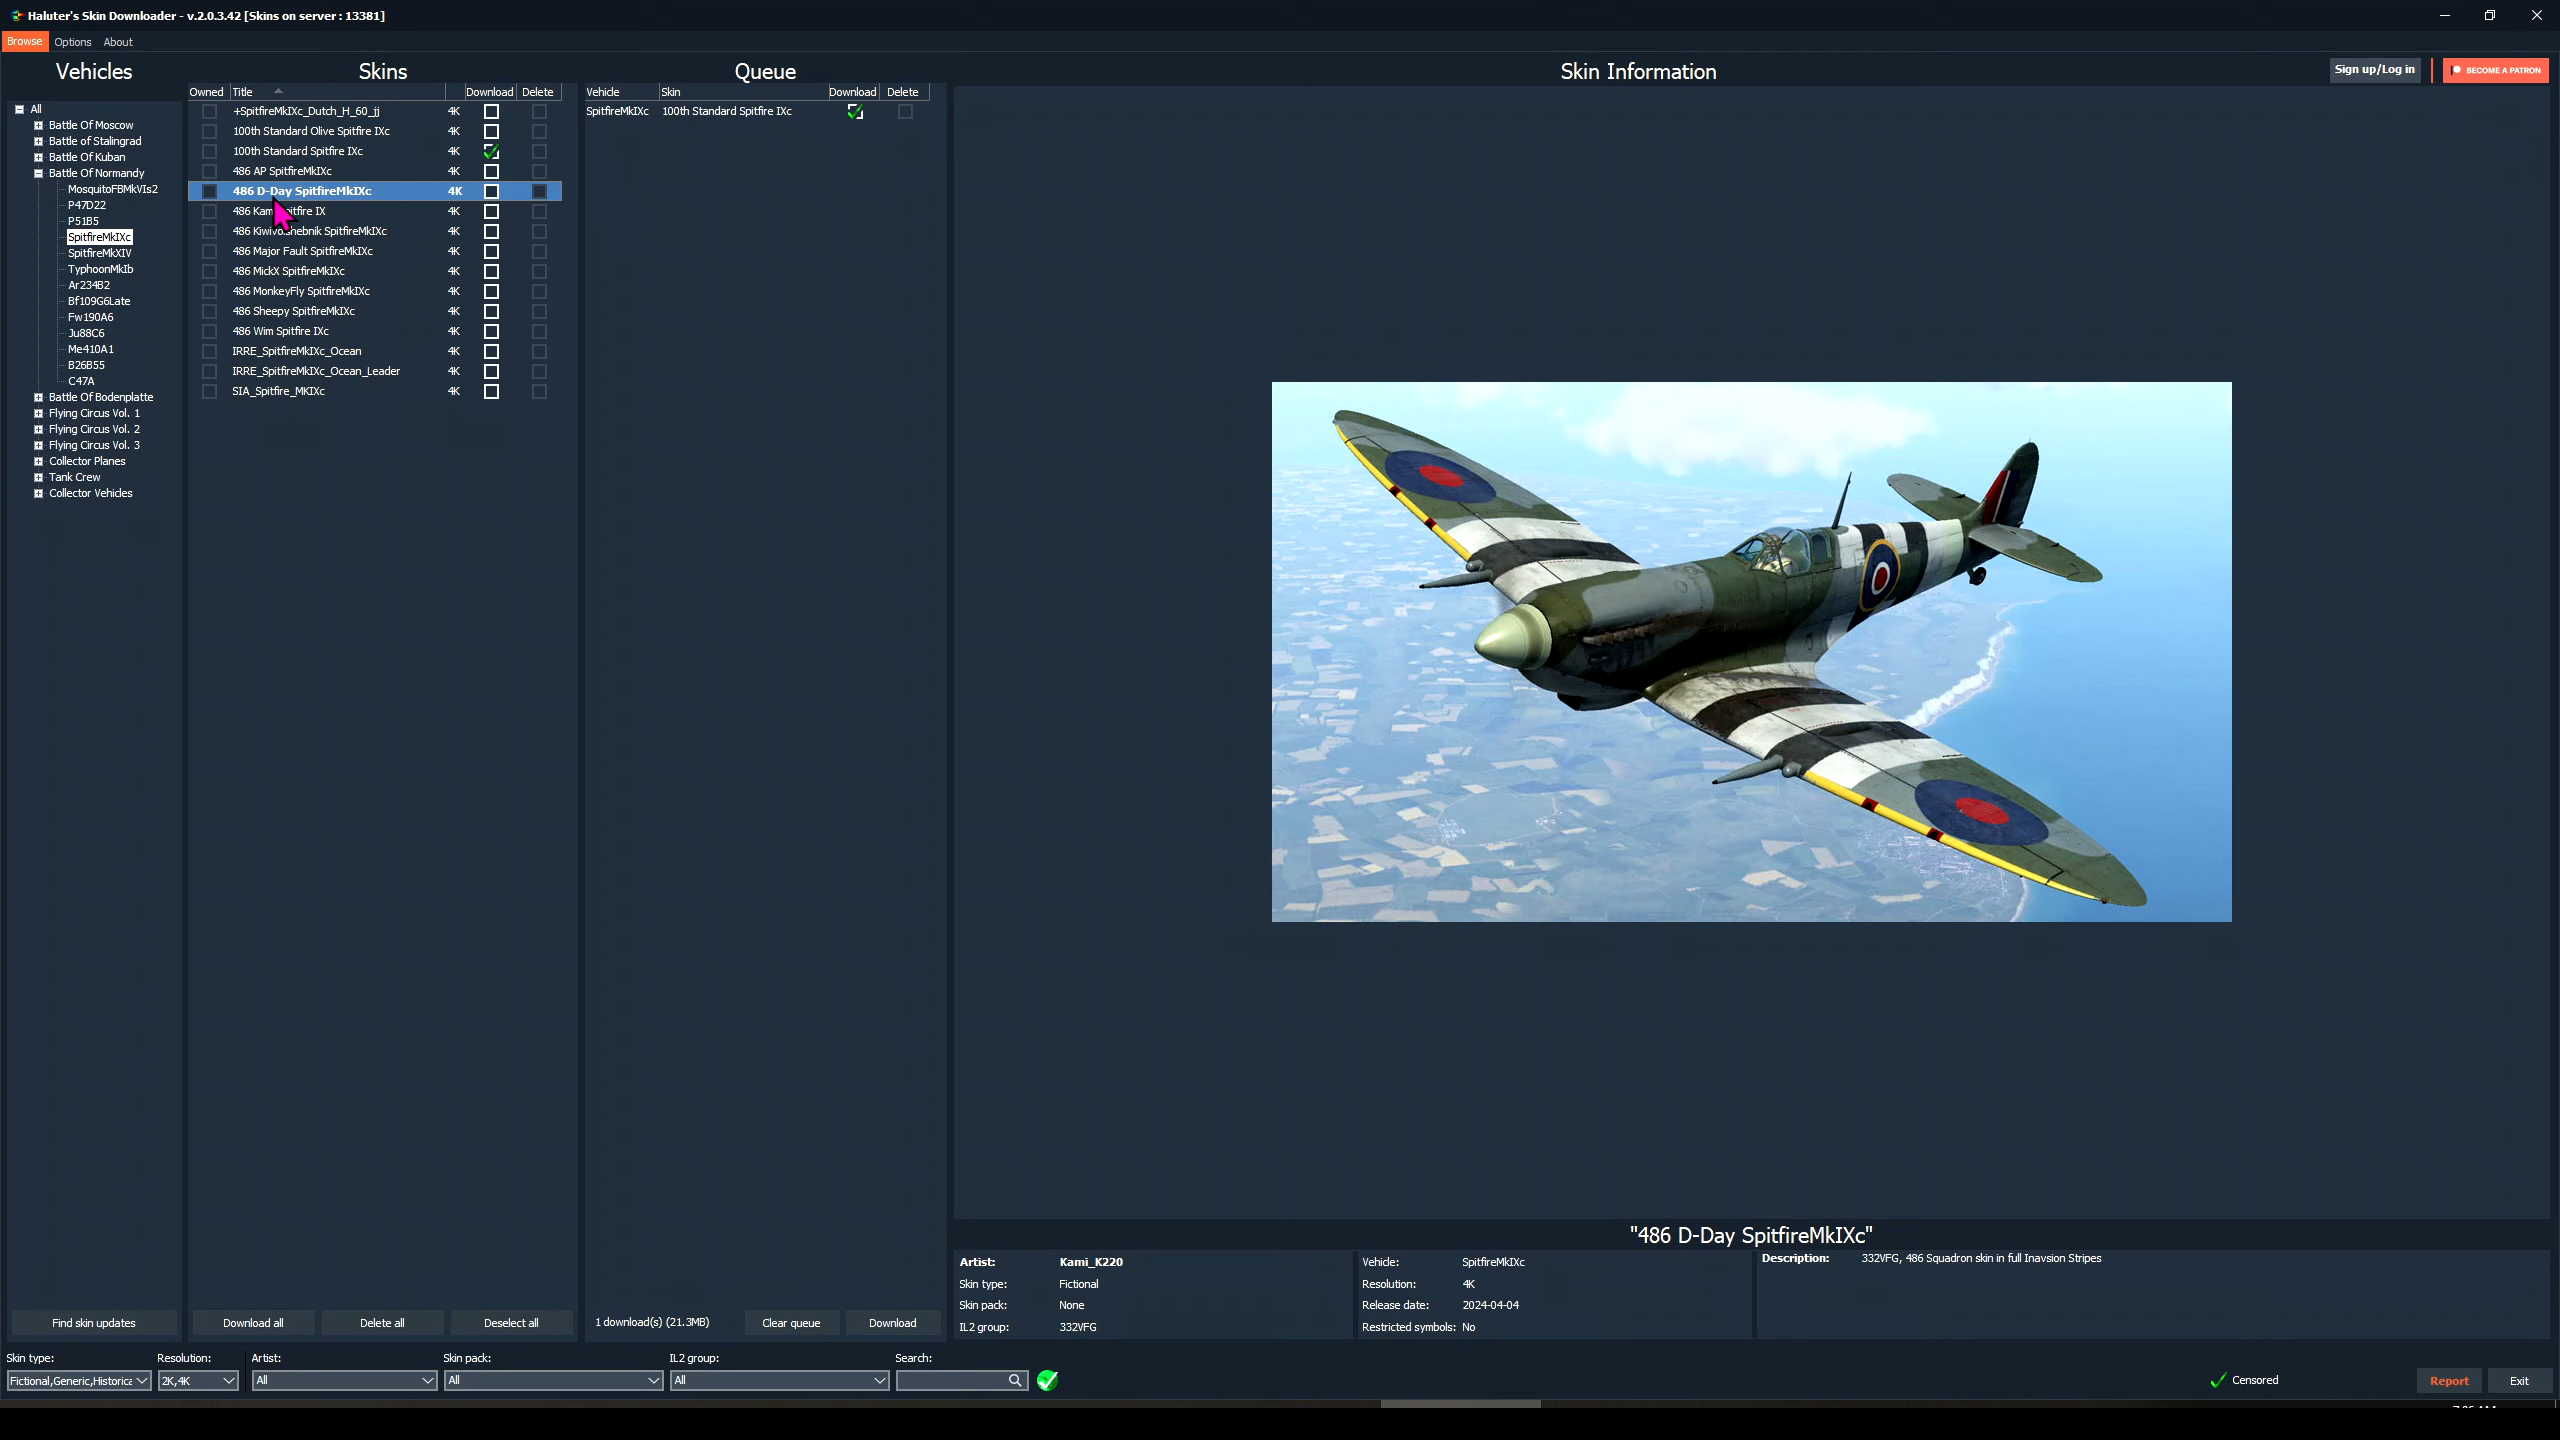 Haluter's Skin Downloader - v.2.0.3.42 [Skins on server : 13381]
Browse Options About
Vehicles Skins Queue Skin Information Sign up/Log in BECOME A PATRON
All
Battle Of Moscow
Battle of Stalingrad
Battle Of Kuban
Battle Of Normandy
MosquitoFBMkVIs2
P47D22
P51B5
SpitfireMkIXc
SpitfireMkXIV
TyphoonMkIb
Ar234B2
Bf109G6Late
Fw190A6
Ju88C6
Me410A1
B26B55
C47A
Battle Of Bodenplatte
Flying Circus Vol. 1
Flying Circus Vol. 2
Flying Circus Vol. 3
Collector Planes
Tank Crew
Collector Vehicles
Find skin updates
Owned Title Download Delete
+SpitfireMkIXc_Dutch_H_60_jj 4K
100th Standard Olive Spitfire IXc 4K
100th Standard Spitfire IXc 4K
486 AP SpitfireMkIXc 4K
486 D-Day SpitfireMkIXc 4K
486 Kami Spitfire IX 4K
486 SpitfireMkIXc 4K
486 Major Fault SpitfireMkIXc 4K
486 MickX SpitfireMkIXc 4K
486 MonkeyFly SpitfireMkIXc 4K
486 Sheepy SpitfireMkIXc 4K
486 Wim Spitfire IXc 4K
IRRE_SpitfireMkIXc_Ocean 4K
IRRE_SpitfireMkIXc_Ocean_Leader 4K
SIA_Spitfire_MKIXc 4K
Download all Delete all Deselect all
Vehicle Skin Download Delete
SpitfireMkIXc 100th Standard Spitfire IXc
1 download(s) (21.3MB) Clear queue Download
"486 D-Day SpitfireMkIXc"
Artist: Kami_K220
Skin type: Fictional
Skin pack: None
IL2 group: 332VFG
Vehicle: SpitfireMkIXc
Resolution: 4K
Release date: 2024-04-04
Restricted symbols: No
Description: 332VFG, 486 Squadron skin in full Inavsion Stripes
Skin type: Resolution: Artist: Skin pack: IL2 group: Search:
Fictional,Generic,Historica 2K,4K All All All
Censored Report Exit